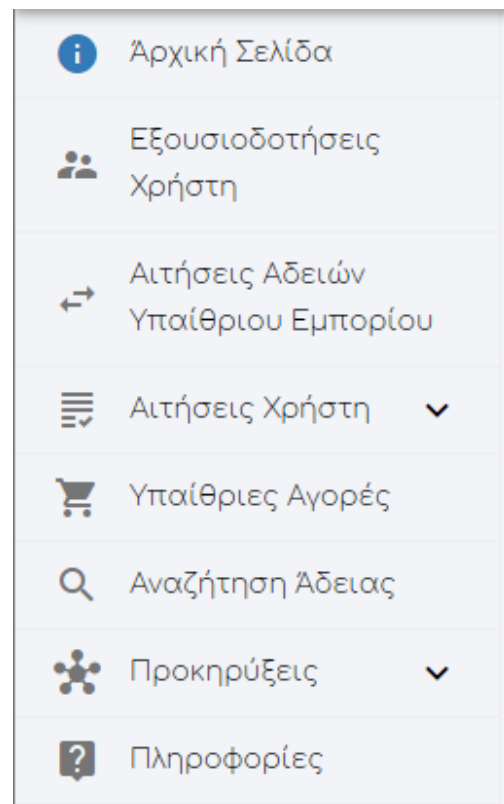 Άρχική Σελίδα
Εξουσιοδοτήσεις
Χρήστη
Αιτήσεις Αδειών
Υπαίθριου Εμπορίου
Αιτήσεις Χρήστη
Υπαίθριες Αγορές
Αναζήτηση Άδειας
Προκηρύξεις
Πληροφορίες